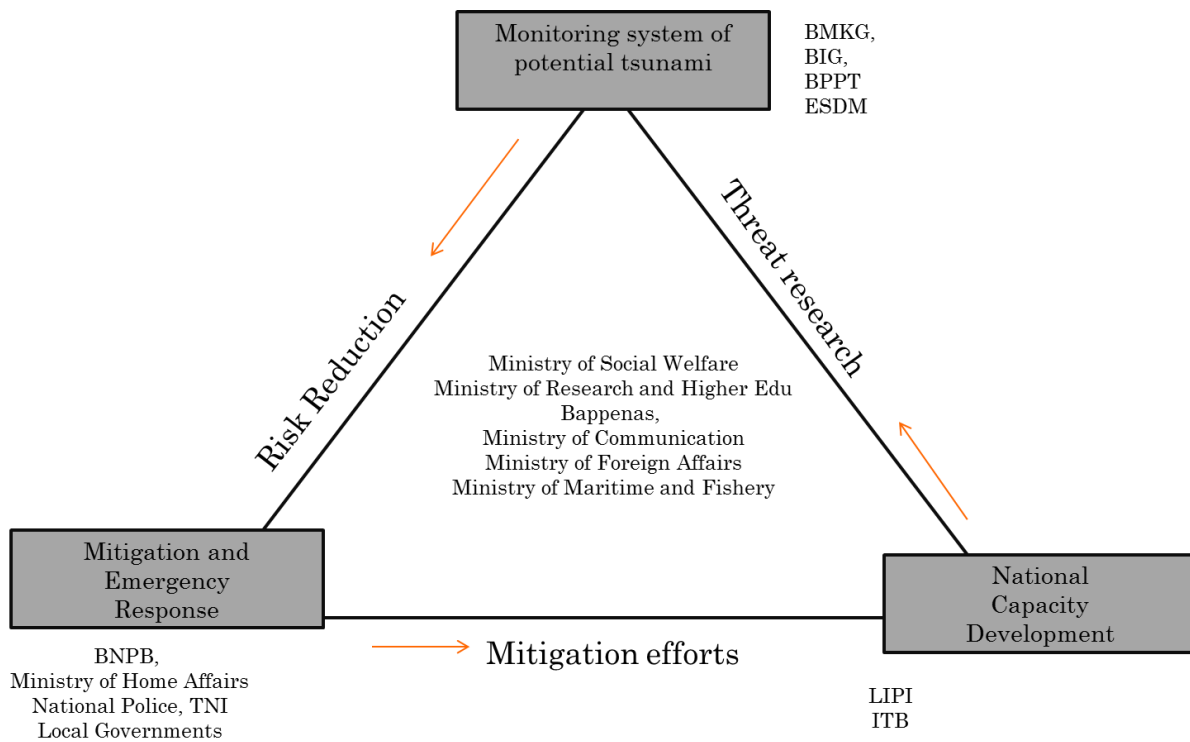 Monitoring system of
potential tsunami
BMKG,
BIG,
BPPT
ESDM
Risk Reduction
Threat research
Ministry of Social Welfare
Ministry of Research and Higher Edu
Bappenas,
Ministry of Communication
Ministry of Foreign Affairs
Ministry of Maritime and Fishery
Mitigation and
Emergency
Response
National
Capacity
Development
Mitigation efforts
BNPB,
Ministry of Home Affairs
National Police, TNI
Local Governments
LIPI
ITB